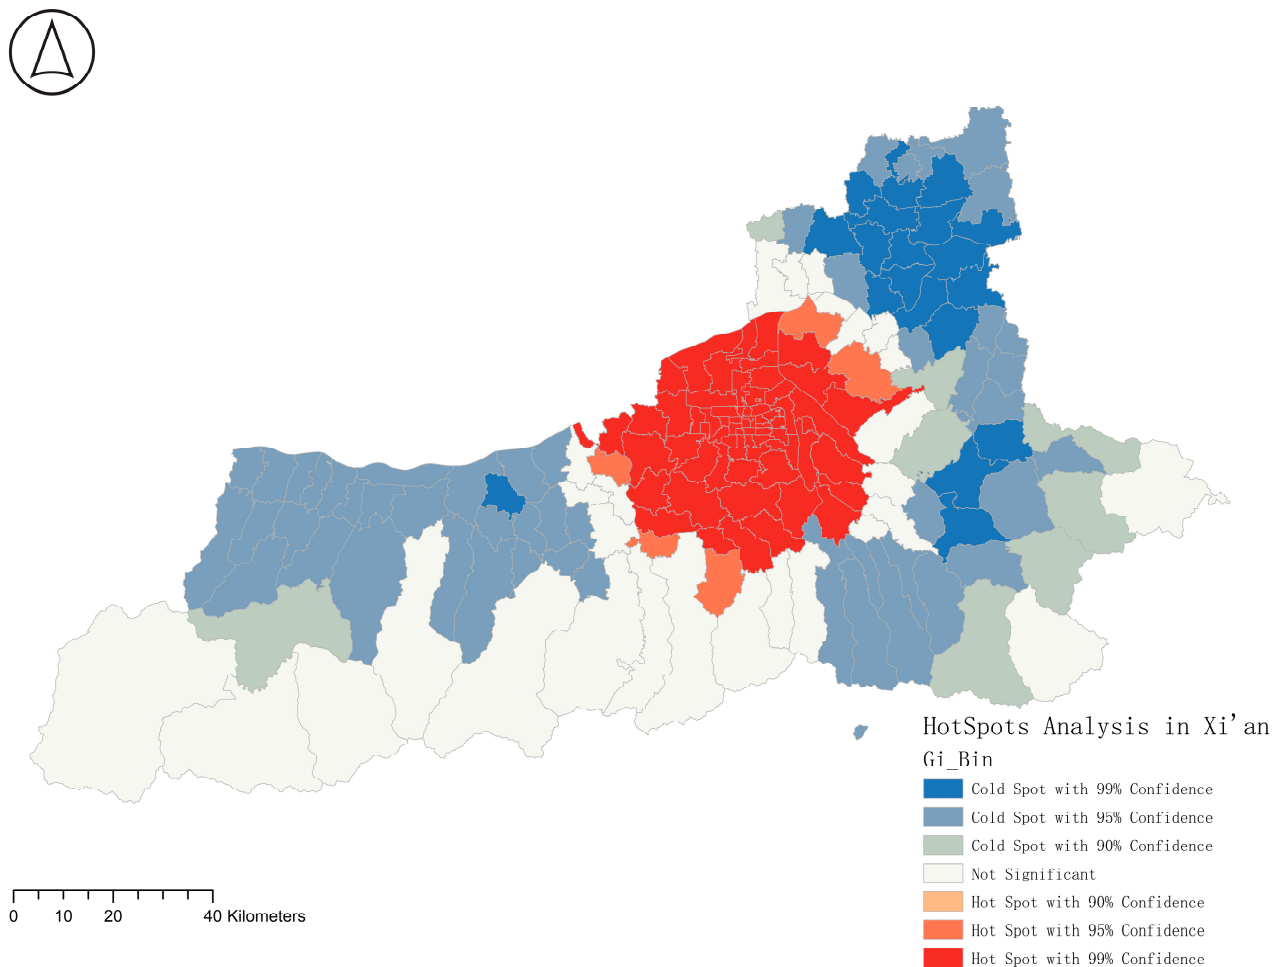 HotSpots Analysis in Xi'an
Gi_Bin
Cold Spot with 99% Confidence
Cold Spot with 95% Confidence
Cold Spot with 90% Confidence
Not Significant
Hot Spot with 90% Confidence
Hot Spot with 95% Confidence
Hot Spot with 99% Confidence
0 10 20 40 Kilometers